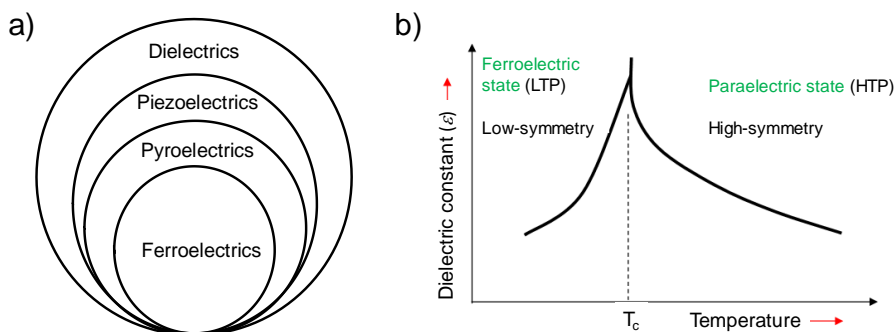 a)
Dielectrics
Piezoelectrics
Pyroelectrics
Ferroelectrics
b)
Dielectric constant (ε)
Ferroelectric
state (LTP)
Low-symmetry
Paraelectric state (HTP)
High-symmetry
Tc
Temperature